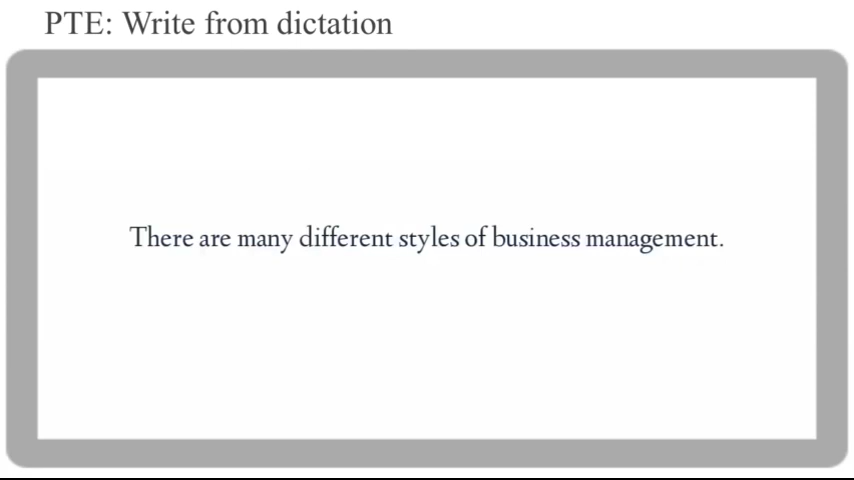 PTE: Write from dictation
There are many different styles of business management.